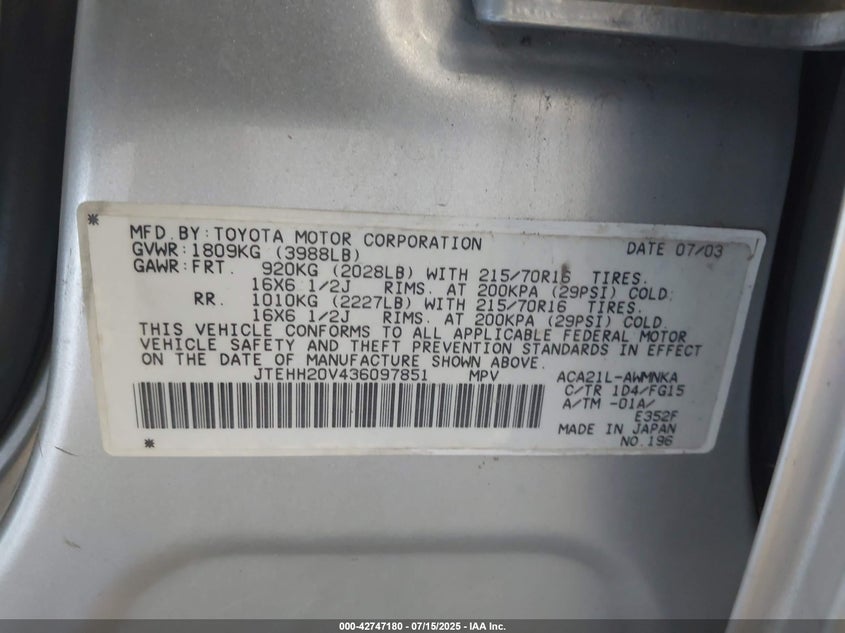 MFD. BY: TOYOTA MOTOR CORPORATION DATE 07/03
GVWR: 1809KG (3988LB)
GAWR: FRT. 920KG (2028LB) WITH 215/70R16 TIRES.
16X6 1/2J RIMS. AT 200KPA (29PSI) COLD.
RR. 1010KG (2227LB) WITH 215/70R16 TIRES.
16X6 1/2J RIMS. AT 200KPA (29PSI) COLD.
THIS VEHICLE CONFORMS TO ALL APPLICABLE FEDERAL MOTOR
VEHICLE SAFETY AND THEFT PREVENTION STANDARDS IN EFFECT
ON THE DATE OF MANUFACTURE SHOWN ABOVE.
JTEHH20V436097851 MPV ACA21L-AWMNKA
C/TR 1D4/FG15
A/TM -01A/
E352F
MADE IN JAPAN
NO.196
000-42747180 - 07/15/2025 - IAA Inc.